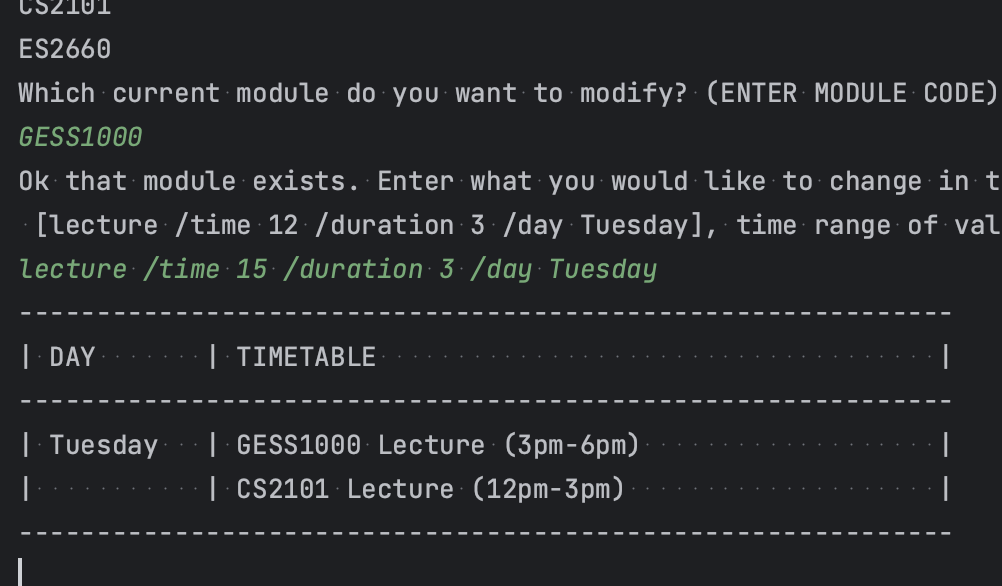 CS2101
ES2660
Which current module do you want to modify? (ENTER MODULE CODE)
GESS1000
Ok that module exists. Enter what you would like to change in t
[lecture /time 12 /duration 3 /day Tuesday], time range of val
lecture /time 15 /duration 3 /day Tuesday
------------------------------------------------------------
| DAY       | TIMETABLE                                    |
------------------------------------------------------------
| Tuesday   | GESS1000 Lecture (3pm-6pm)                   |
|           | CS2101 Lecture (12pm-3pm)                    |
------------------------------------------------------------